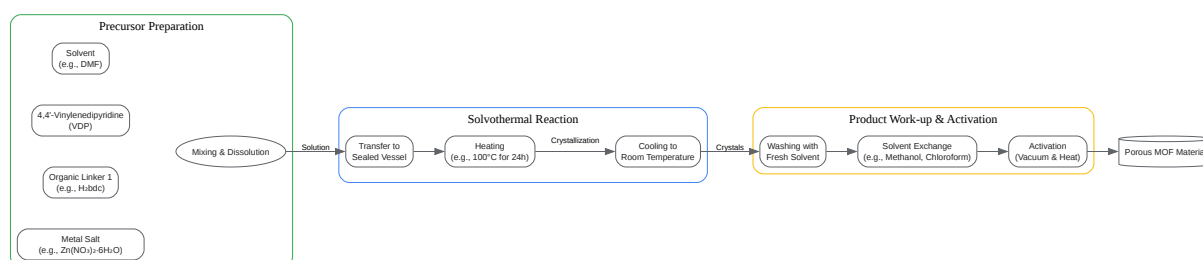 Precursor Preparation
Solvent
(e.g., DMF)
4,4'-Vinylenedipyridine
(VDP)
Organic Linker 1
(e.g., H₂bdc)
Metal Salt
(e.g., Zn(NO₃)₂·6H₂O)
Mixing & Dissolution
Solution
Solvothermal Reaction
Transfer to
Sealed Vessel
Heating
(e.g., 100°C for 24h)
Crystallization
Cooling to
Room Temperature
Crystals
Product Work-up & Activation
Washing with
Fresh Solvent
Solvent Exchange
(e.g., Methanol, Chloroform)
Activation
(Vacuum & Heat)
Porous MOF Material